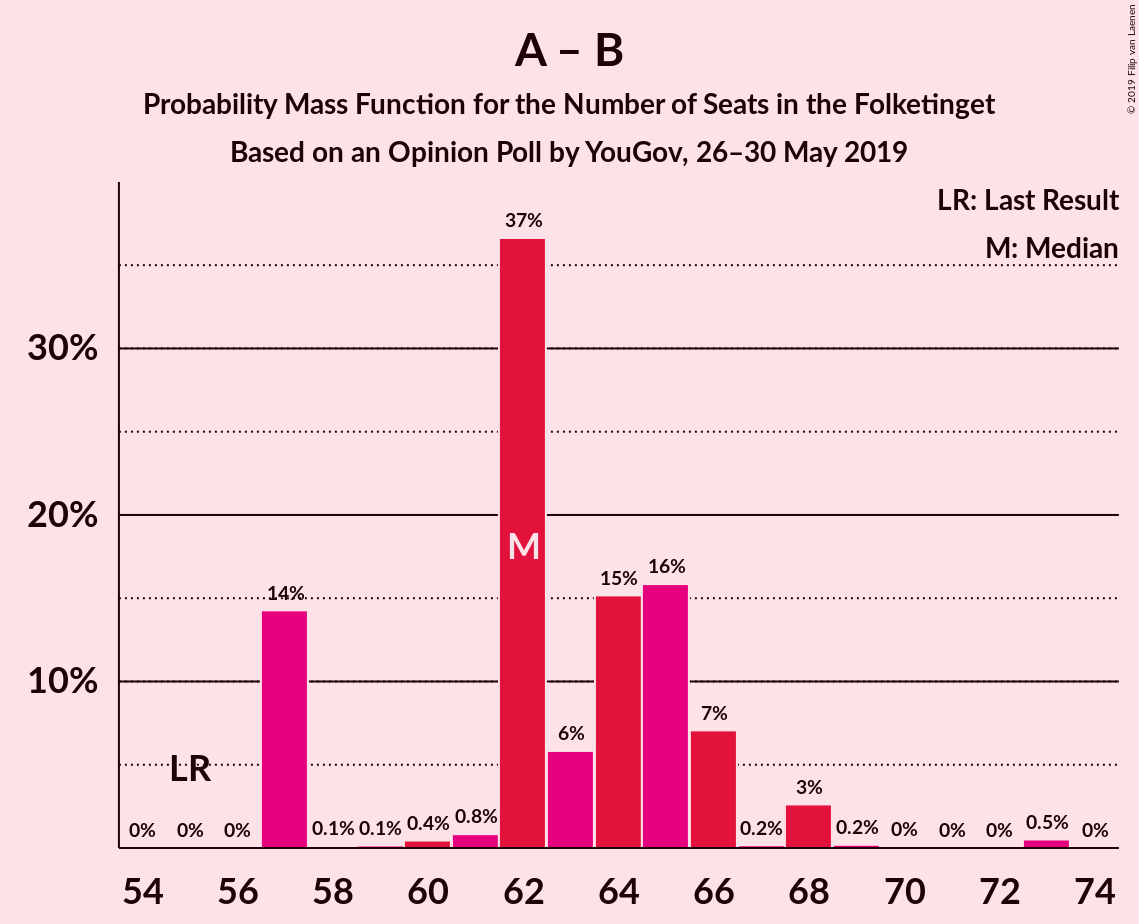 A – B
Probability Mass Function for the Number of Seats in the Folketinget
Based on an Opinion Poll by YouGov, 26–30 May 2019
© 2019 Filip van Laenen
LR: Last Result
M: Median
37%
30%
20%
M
16%
15%
14%
10%
7%
6%
LR
3%
0% 0% 0% 0.1% 0.1% 0.4% 0.8% 0.2% 0.2% 0% 0% 0% 0.5% 0%
54 56 58 60 62 64 66 68 70 72 74